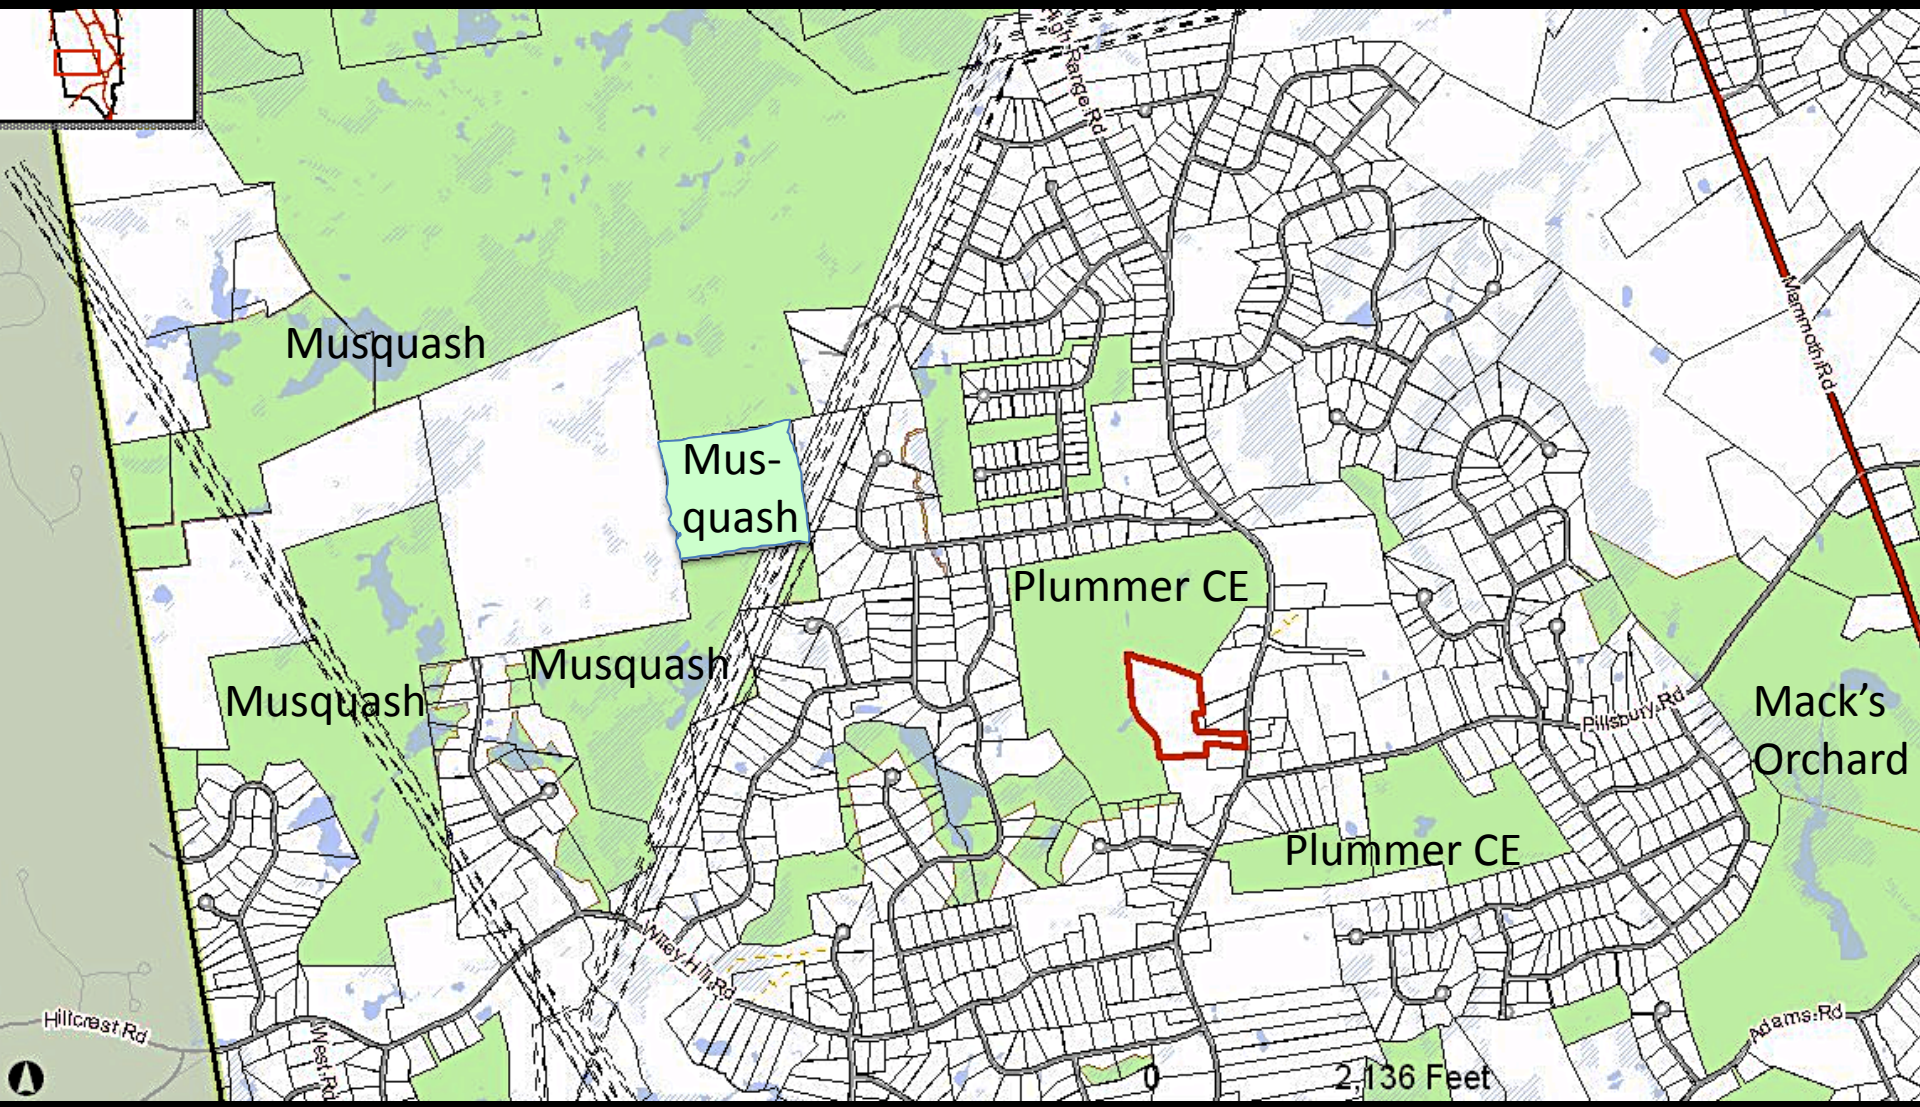 High Range Rd
Mammoth Rd
Musquash
Mus-
quash
Plummer CE
Musquash
Musquash
Pillsbury Rd
Mack's
Orchard
Plummer CE
Wiley Hill Rd
Hillcrest Rd
West Rd
Adams Rd
0 2,136 Feet